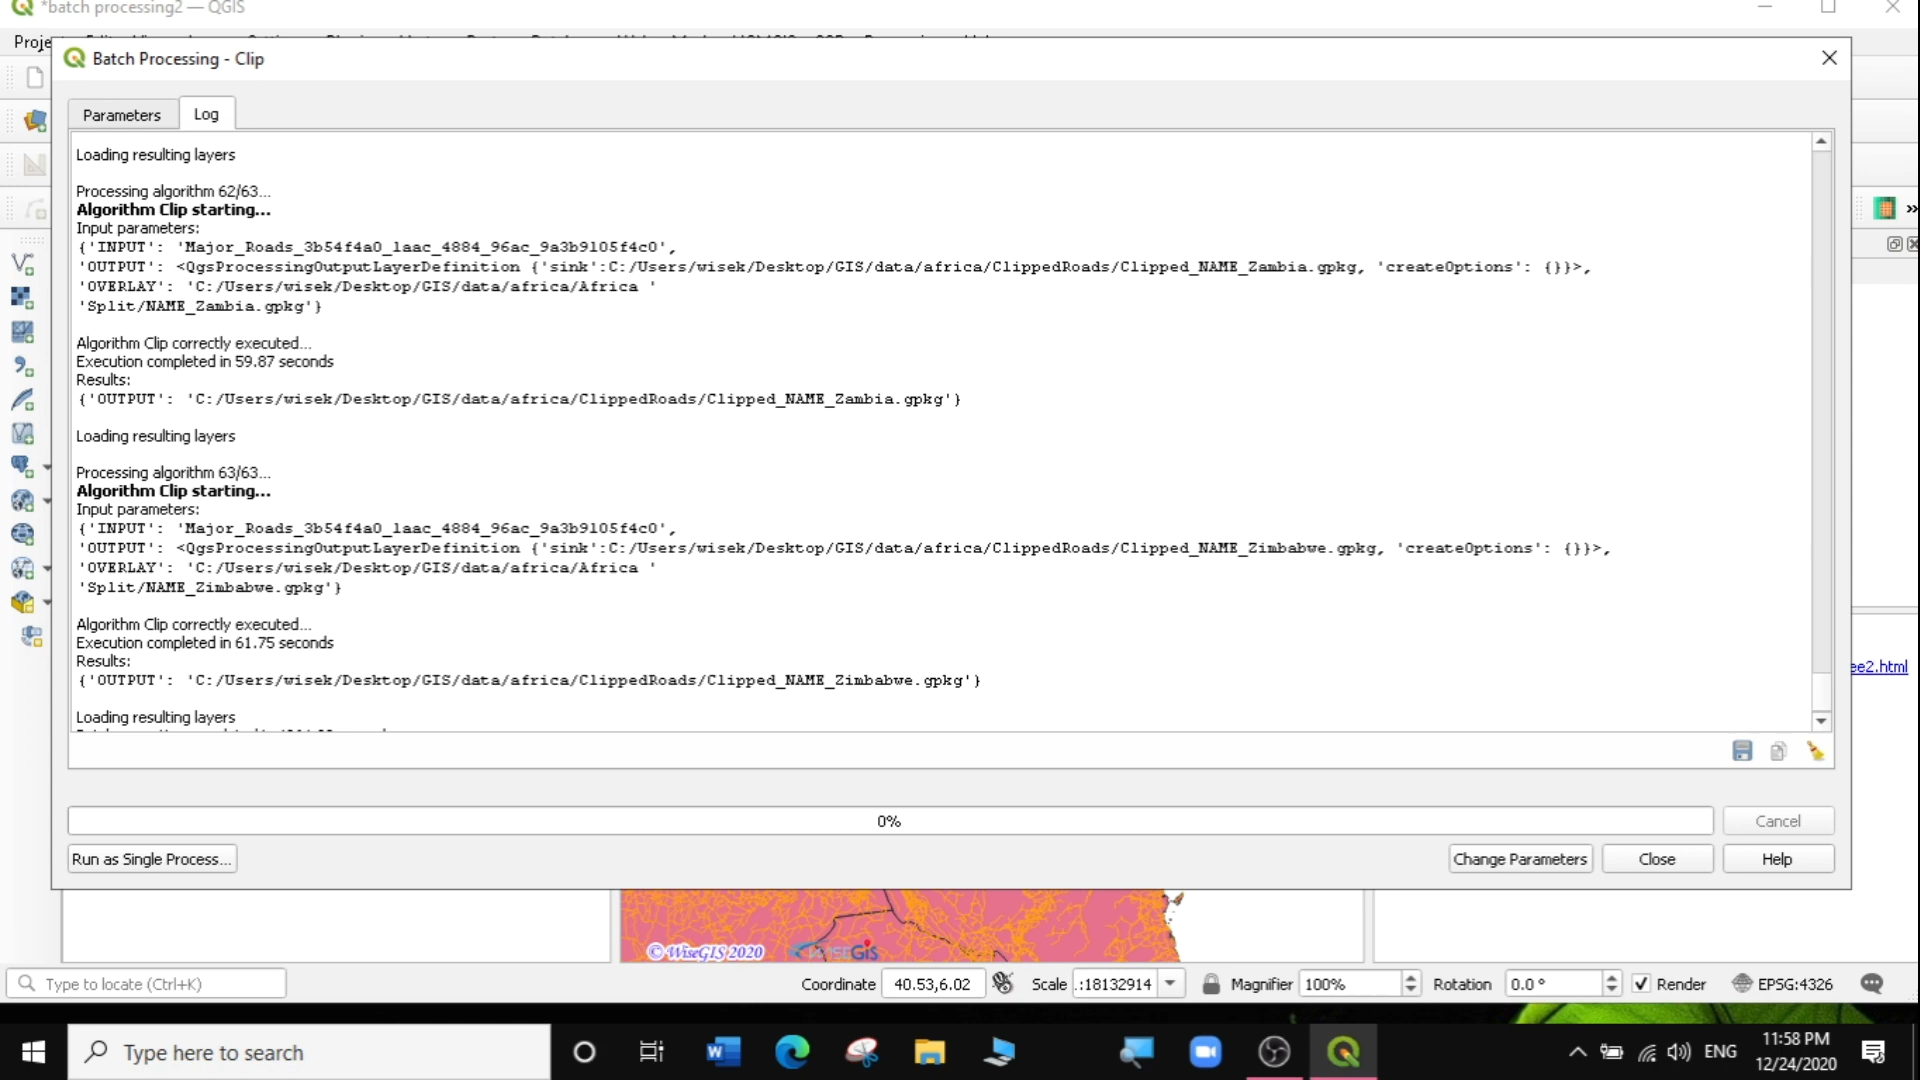 *batch processing2 — QGIS
Batch Processing - Clip
Parameters
Log
Loading resulting layers
Processing algorithm 62/63...
Algorithm Clip starting...
Input parameters:
{'INPUT': 'Major_Roads_3b54f4a0_1aac_4884_96ac_9a3b9105f4c0',
'OUTPUT': <QgsProcessingOutputLayerDefinition {'sink':C:/Users/wisek/Desktop/GIS/data/africa/ClippedRoads/Clipped_NAME_Zambia.gpkg, 'createOptions': {}}>,
'OVERLAY': 'C:/Users/wisek/Desktop/GIS/data/africa/Africa '
'Split/NAME_Zambia.gpkg'}
Algorithm Clip correctly executed...
Execution completed in 59.87 seconds
Results:
{'OUTPUT': 'C:/Users/wisek/Desktop/GIS/data/africa/ClippedRoads/Clipped_NAME_Zambia.gpkg'}
Loading resulting layers
Processing algorithm 63/63...
Algorithm Clip starting...
Input parameters:
{'INPUT': 'Major_Roads_3b54f4a0_1aac_4884_96ac_9a3b9105f4c0',
'OUTPUT': <QgsProcessingOutputLayerDefinition {'sink':C:/Users/wisek/Desktop/GIS/data/africa/ClippedRoads/Clipped_NAME_Zimbabwe.gpkg, 'createOptions': {}}>,
'OVERLAY': 'C:/Users/wisek/Desktop/GIS/data/africa/Africa '
'Split/NAME_Zimbabwe.gpkg'}
Algorithm Clip correctly executed...
Execution completed in 61.75 seconds
Results:
{'OUTPUT': 'C:/Users/wisek/Desktop/GIS/data/africa/ClippedRoads/Clipped_NAME_Zimbabwe.gpkg'}
ee2.html
Loading resulting layers
0%
Cancel
Run as Single Process...
Change Parameters
Close
Help
© WiseGIS 2020
Type to locate (Ctrl+K)
Coordinate 40.53,6.02
Scale .:18132914
Magnifier 100%
Rotation 0.0 °
Render
EPSG:4326
Type here to search
ENG
11:58 PM
12/24/2020